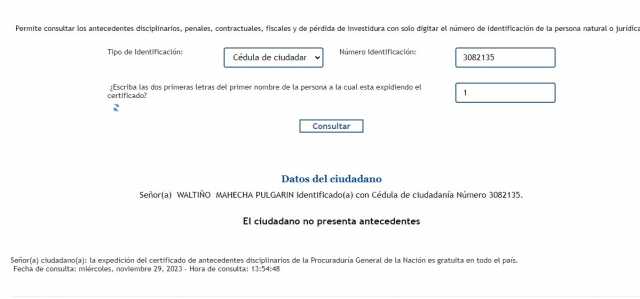 Permite consultar los antecedentes disciplinarios, penales, contractuales, fiscales y de pérdida de investidura con solo digitar el número de identificación de la persona natural o jurídica
Tipo de Identificación: Cédula de ciudadar Número Identificación: 3082135
¿Escriba las dos primeras letras del primer nombre de la persona a la cual esta expidiendo el 1
certificado?
Consultar
Datos del ciudadano
Señor(a) WALTIÑO MAHECHA PULGARIN identificado(a) con Cédula de ciudadanía Número 3082135.
El ciudadano no presenta antecedentes
Señor(a) ciudadano(a): la expedición del certificado de antecedentes disciplinarios de la Procuraduría General de la Nación es gratuita en todo el país.
Fecha de consulta: miércoles, noviembre 29, 2023 - Hora de consulta: 13:54:48